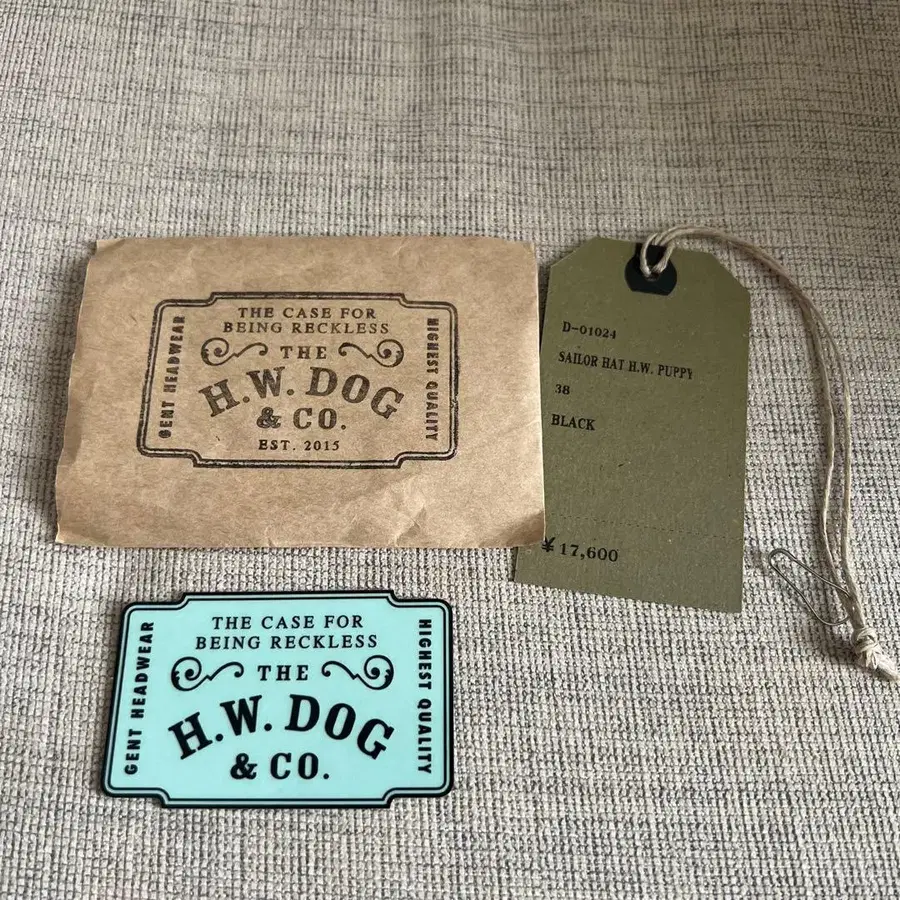 THE CASE FOR
BEING RECKLESS
GENT HEADWEAR
THE
H.W. DOG
& CO.
EST. 2015
HIGHEST QUALITY
D-01024
SAILOR HAT H.W. PUPPY
38
BLACK
¥17,600
THE CASE FOR
BEING RECKLESS
GENT HEADWEAR
THE
H.W. DOG
& CO.
HIGHEST QUALITY